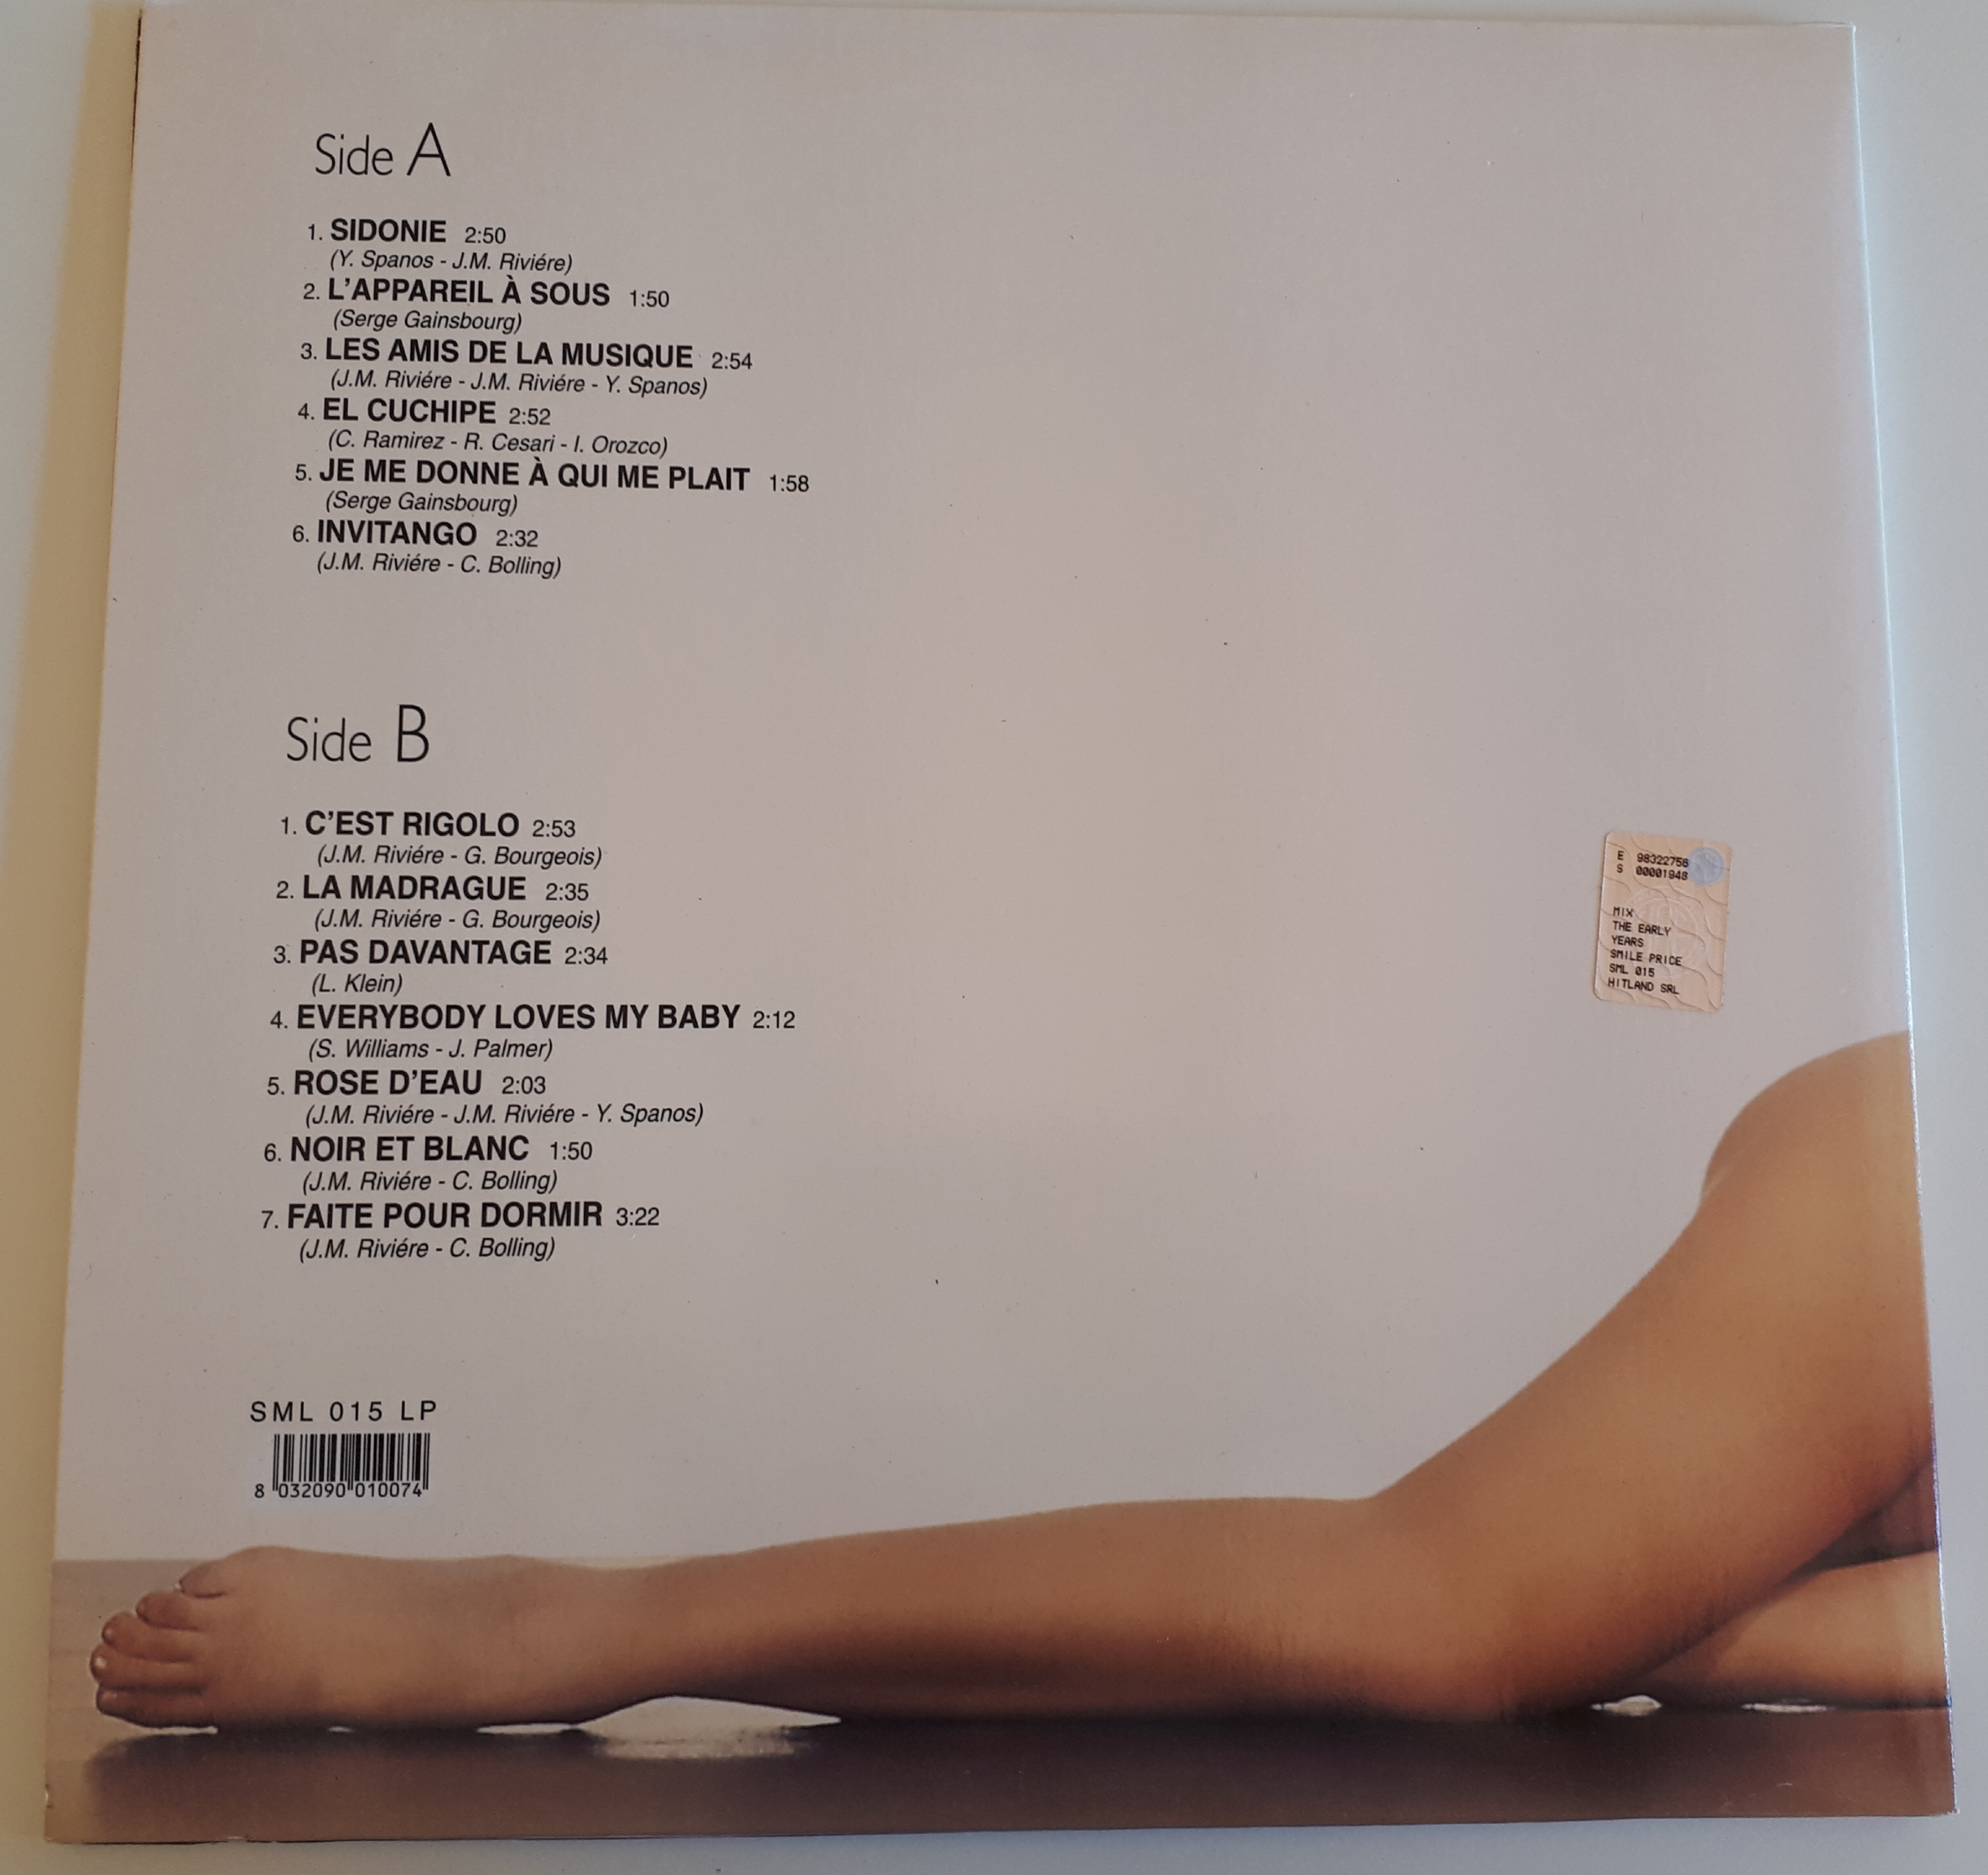 Side A
1. SIDONIE 2:50
(Y. Spanos - J.M. Riviére)
2. L'APPAREIL À SOUS 1:50
(Serge Gainsbourg)
3. LES AMIS DE LA MUSIQUE 2:54
(J.M. Riviére - J.M. Riviére - Y. Spanos)
4. EL CUCHIPE 2:52
(C. Ramirez - R. Cesari - I. Orozco)
5. JE ME DONNE À QUI ME PLAIT 1:58
(Serge Gainsbourg)
6. INVITANGO 2:32
(J.M. Riviére - C. Bolling)
Side B
1. C'EST RIGOLO 2:53
(J.M. Riviére - G. Bourgeois)
2. LA MADRAGUE 2:35
(J.M. Riviére - G. Bourgeois)
3. PAS DAVANTAGE 2:34
(L. Klein)
4. EVERYBODY LOVES MY BABY 2:12
(S. Williams - J. Palmer)
5. ROSE D'EAU 2:03
(J.M. Riviére - J.M. Riviére - Y. Spanos)
6. NOIR ET BLANC 1:50
(J.M. Riviére - C. Bolling)
7. FAITE POUR DORMIR 3:22
(J.M. Riviére - C. Bolling)
E 98322756
S 00001948
MIX
THE EARLY
YEARS
SMILE PRICE
SML 015
HITLAND SRL
SML 015 LP
8 032090 010074